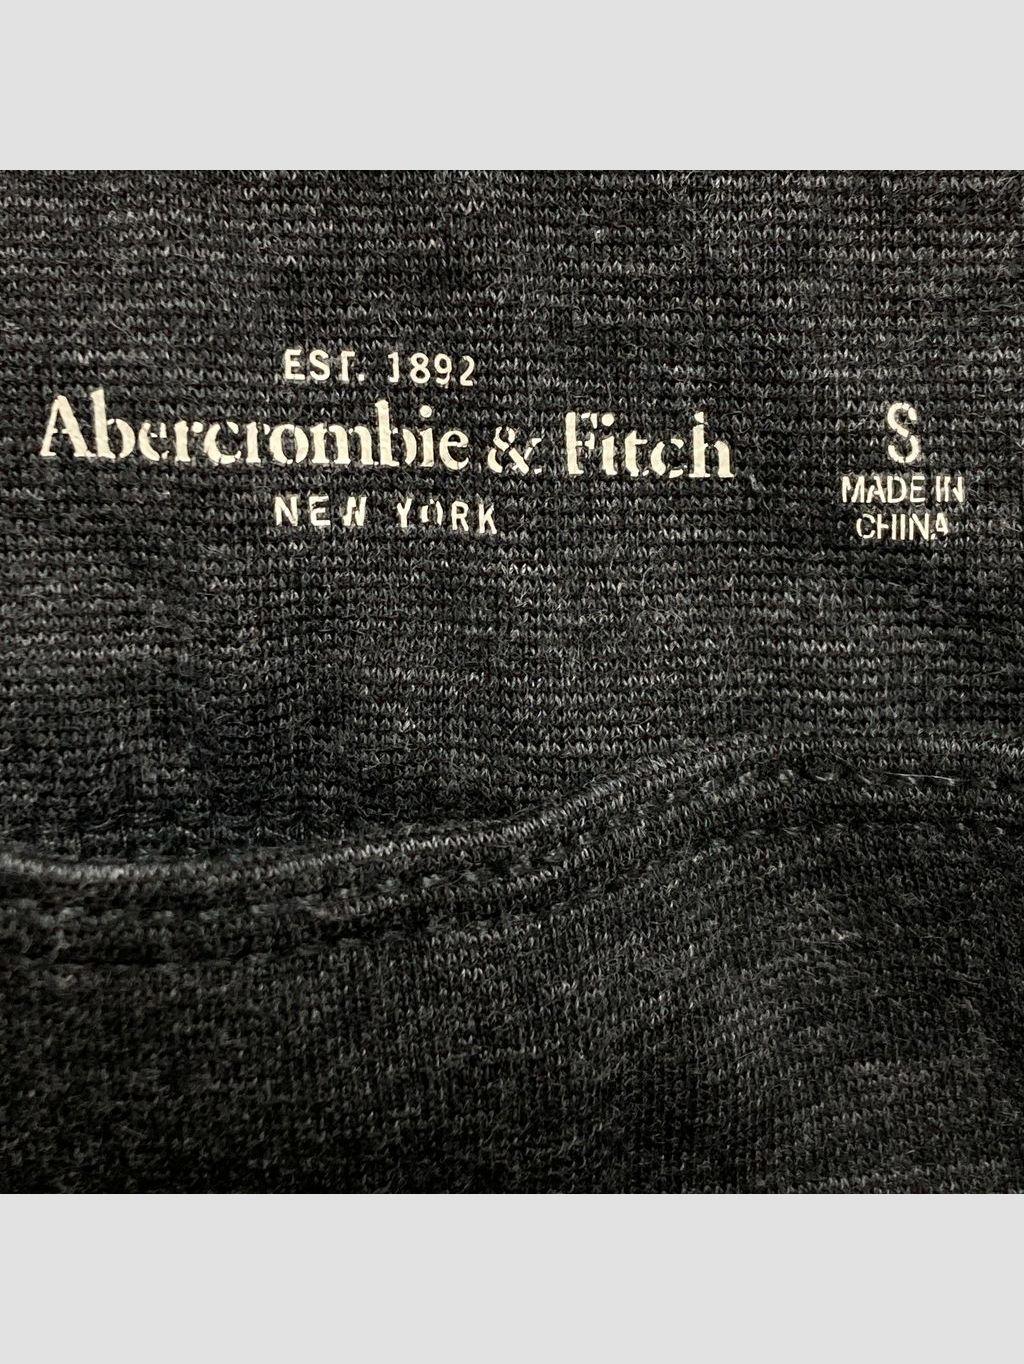 EST. 1892
Abercrombie & Fitch
NEW YORK
S
MADE IN
CHINA